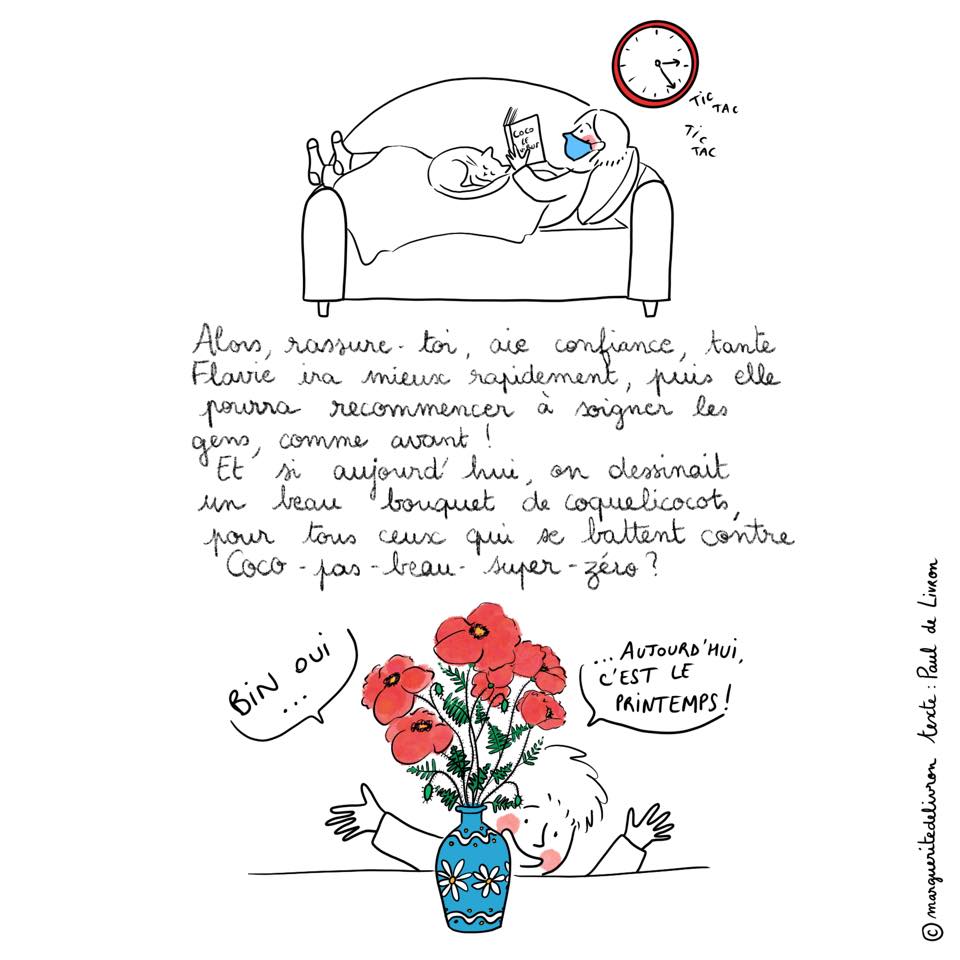 TIC
TAC
TIC
TAC
COCO
LE
VIRUS
Alors, rassure-toi, aie confiance, tante
Flavie ira mieux rapidement, puis elle
pourra recommencer à soigner les
gens, comme avant !
Et si aujourd'hui, on dessinait
un beau bouquet de coquelicocots,
pour tous ceux qui se battent contre
Coco-pas-beau-super-zéro ?
BIN OUI
...
... AUJOURD'HUI,
C'EST LE
PRINTEMPS !
© margueritedelivron texte : Paul de Livron